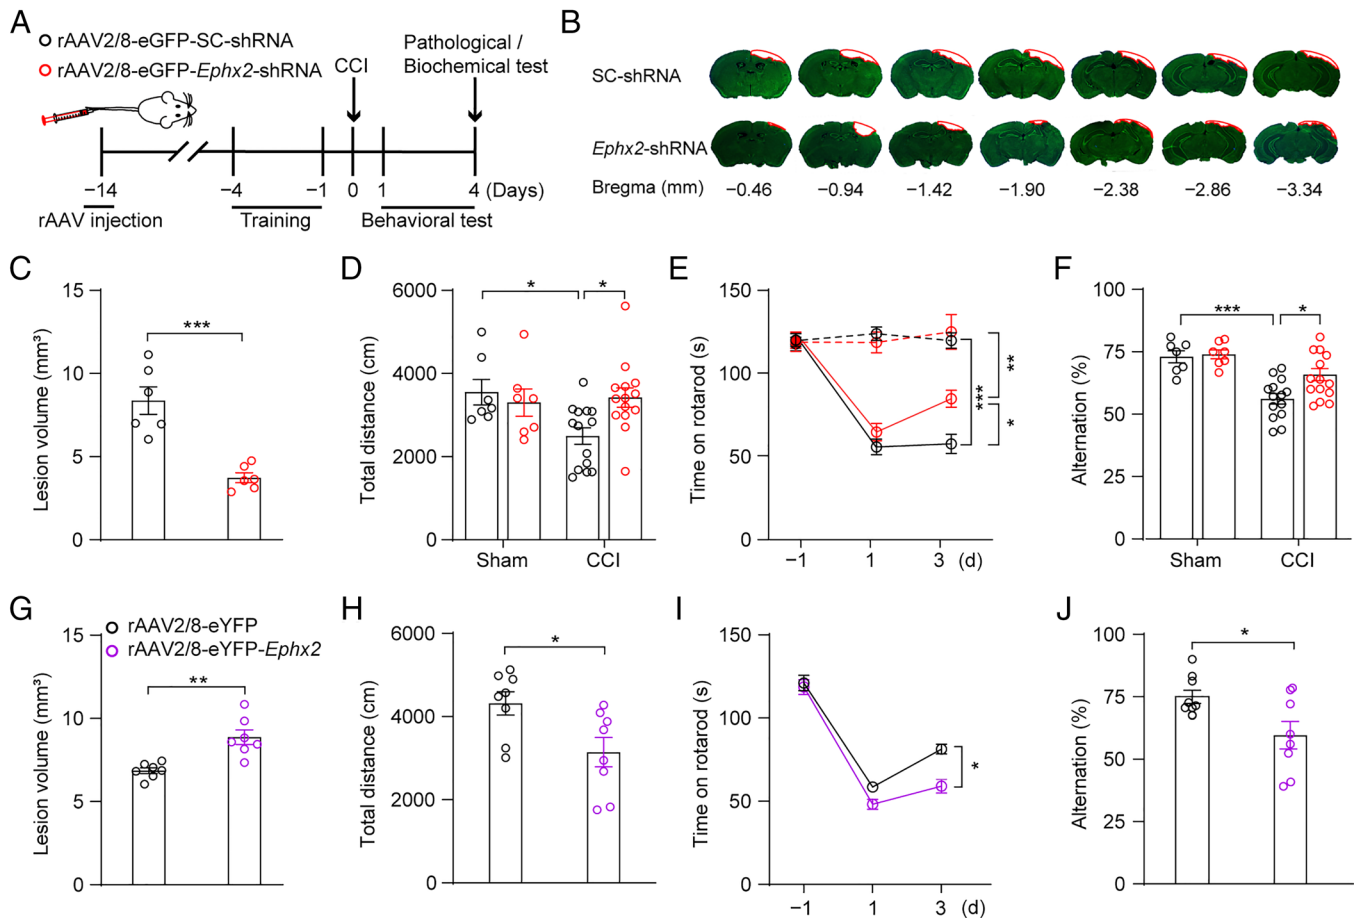 A
rAAV2/8-eGFP-SC-shRNA
rAAV2/8-eGFP-Ephx2-shRNA
CCI
Pathological /
Biochemical test
−14 −4 −1 0 1 4 (Days)
rAAV injection Training Behavioral test
B
SC-shRNA
Ephx2-shRNA
Bregma (mm) −0.46 −0.94 −1.42 −1.90 −2.38 −2.86 −3.34
C
Lesion volume (mm³)
15
10
5
0
***
D
Total distance (cm)
6000
4000
2000
0
* *
Sham CCI
E
Time on rotarod (s)
150
100
50
0
**
***
*
−1 1 3 (d)
F
Alternation (%)
100
75
50
25
0
*** *
Sham CCI
G
rAAV2/8-eYFP
rAAV2/8-eYFP-Ephx2
Lesion volume (mm³)
15
10
5
0
**
H
Total distance (cm)
6000
4000
2000
0
*
I
Time on rotarod (s)
150
100
50
0
*
−1 1 3 (d)
J
Alternation (%)
100
75
50
25
0
*